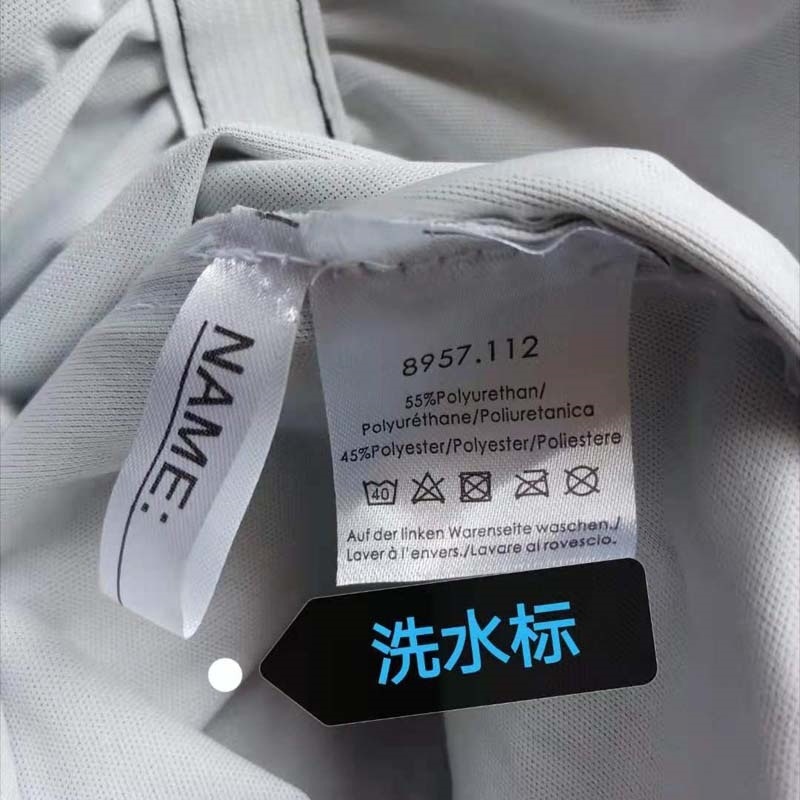 NAME:
8957.112
55%Polyurethan/
Polyuréthane/Poliuretanica
45%Polyester/Polyester/Poliestere
40
Auf der linken Warenseite waschen./
Laver à l'envers./Lavare al rovescio.
洗水标